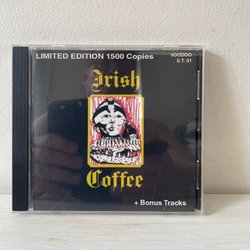 LIMITED EDITION 1500 Copies
VOODOO
S.T. 01
Irish
Coffee
+ Bonus Tracks